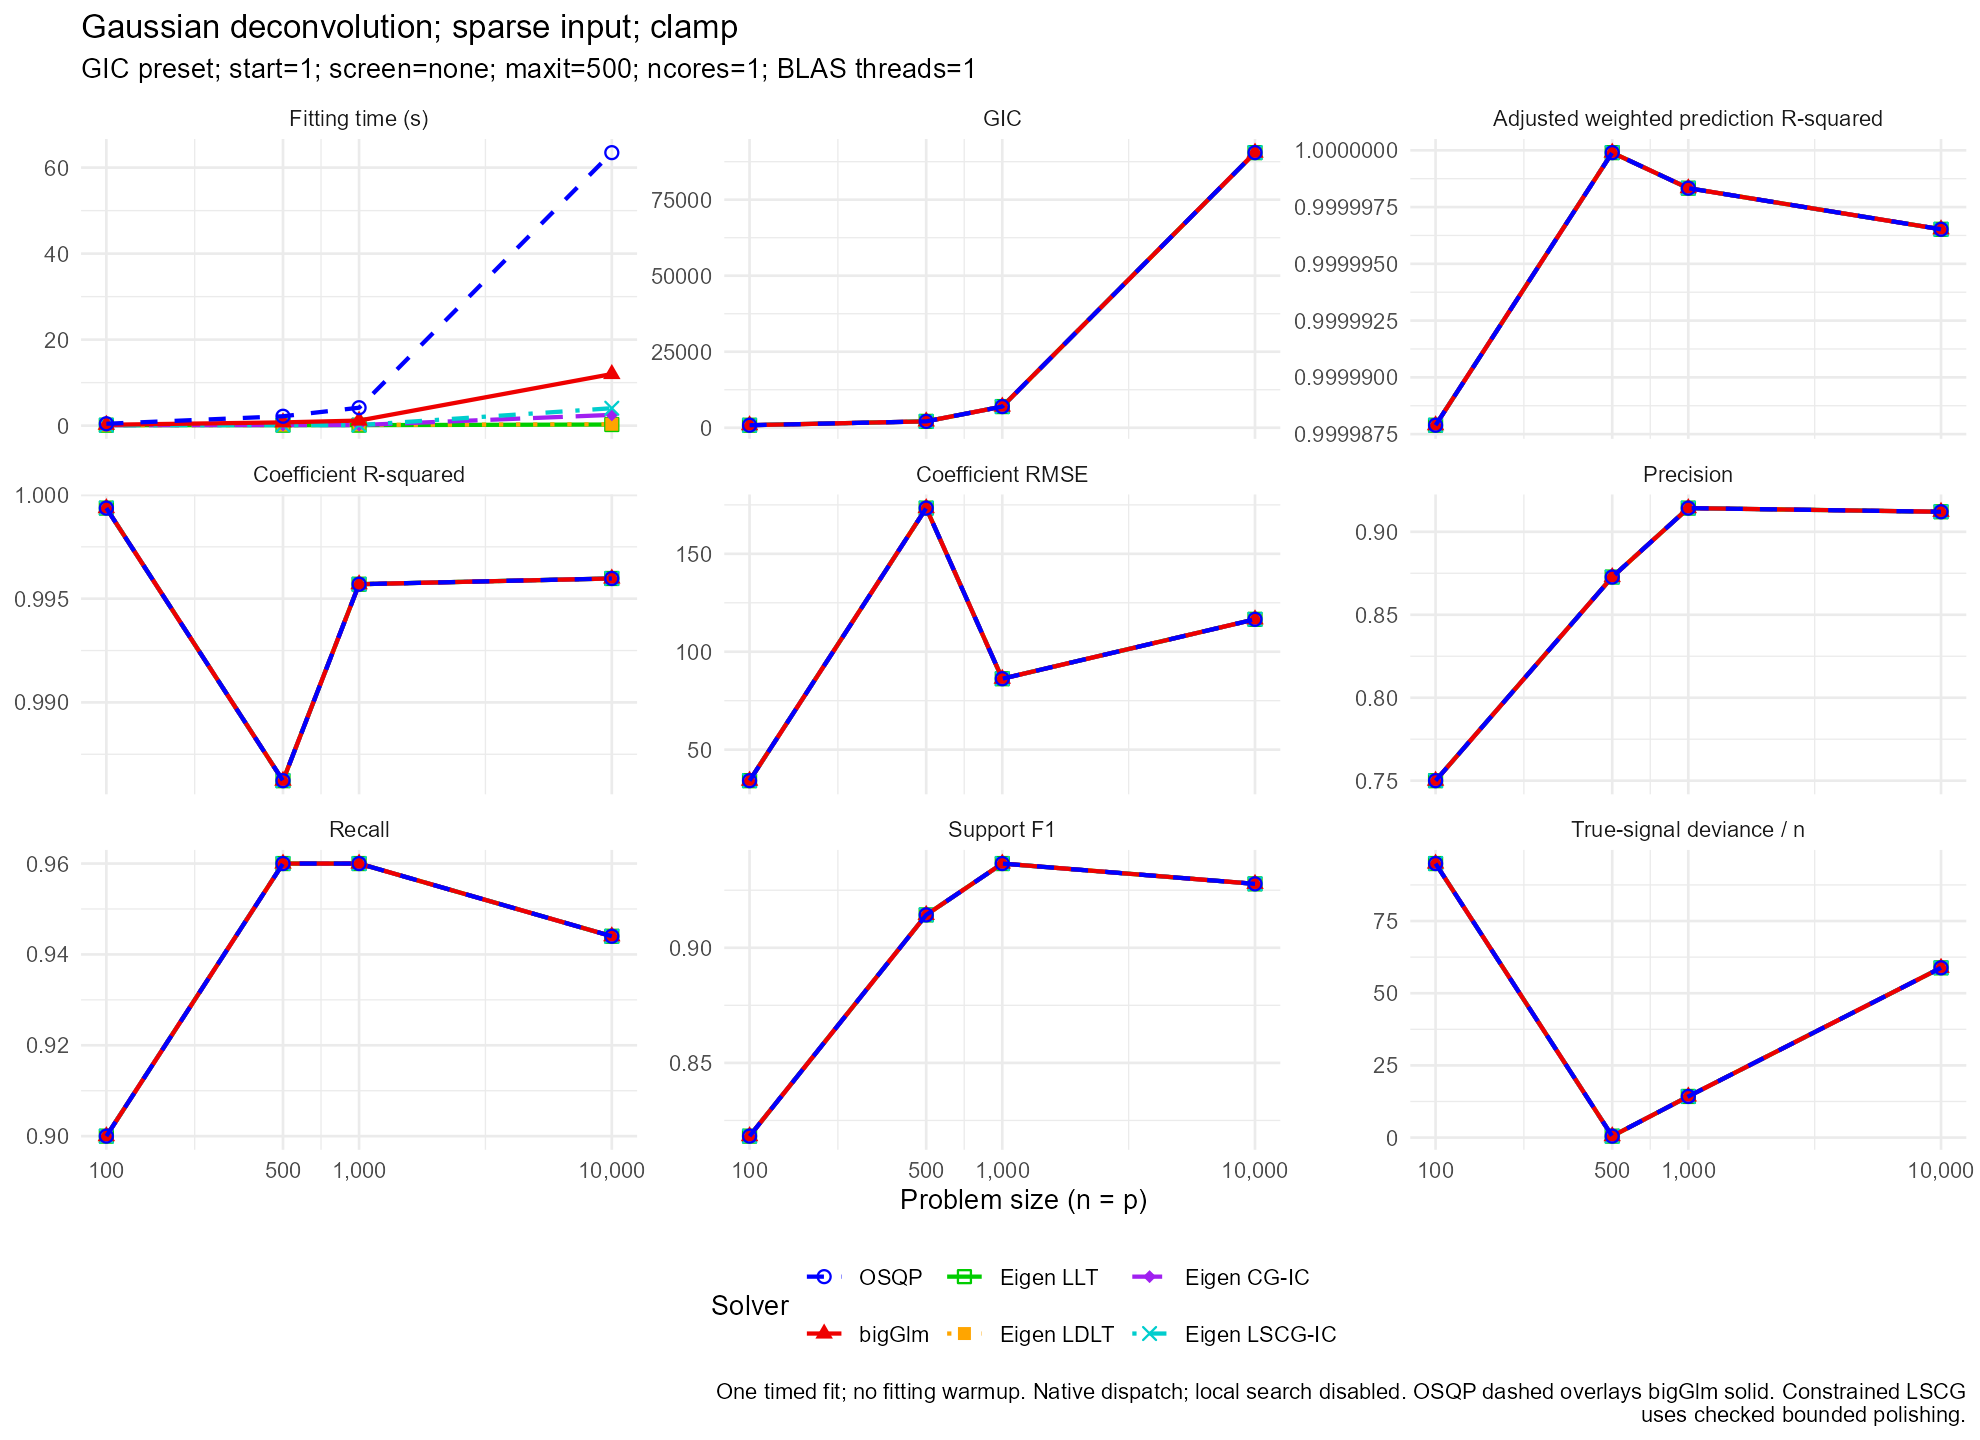 Gaussian deconvolution; sparse input; clamp
GIC preset; start=1; screen=none; maxit=500; ncores=1; BLAS threads=1
Fitting time (s)
GIC
Adjusted weighted prediction R-squared
60
40
20
0
75000
50000
25000
0
1.0000000
0.9999975
0.9999950
0.9999925
0.9999900
0.9999875
Coefficient R-squared
Coefficient RMSE
Precision
1.000
0.995
0.990
150
100
50
0.90
0.85
0.80
0.75
Recall
Support F1
True-signal deviance / n
0.96
0.94
0.92
0.90
0.90
0.85
75
50
25
0
100 500 1,000 10,000
100 500 1,000 10,000
100 500 1,000 10,000
Problem size (n = p)
Solver
OSQP
Eigen LLT
Eigen CG-IC
bigGlm
Eigen LDLT
Eigen LSCG-IC
One timed fit; no fitting warmup. Native dispatch; local search disabled. OSQP dashed overlays bigGlm solid. Constrained LSCG
uses checked bounded polishing.